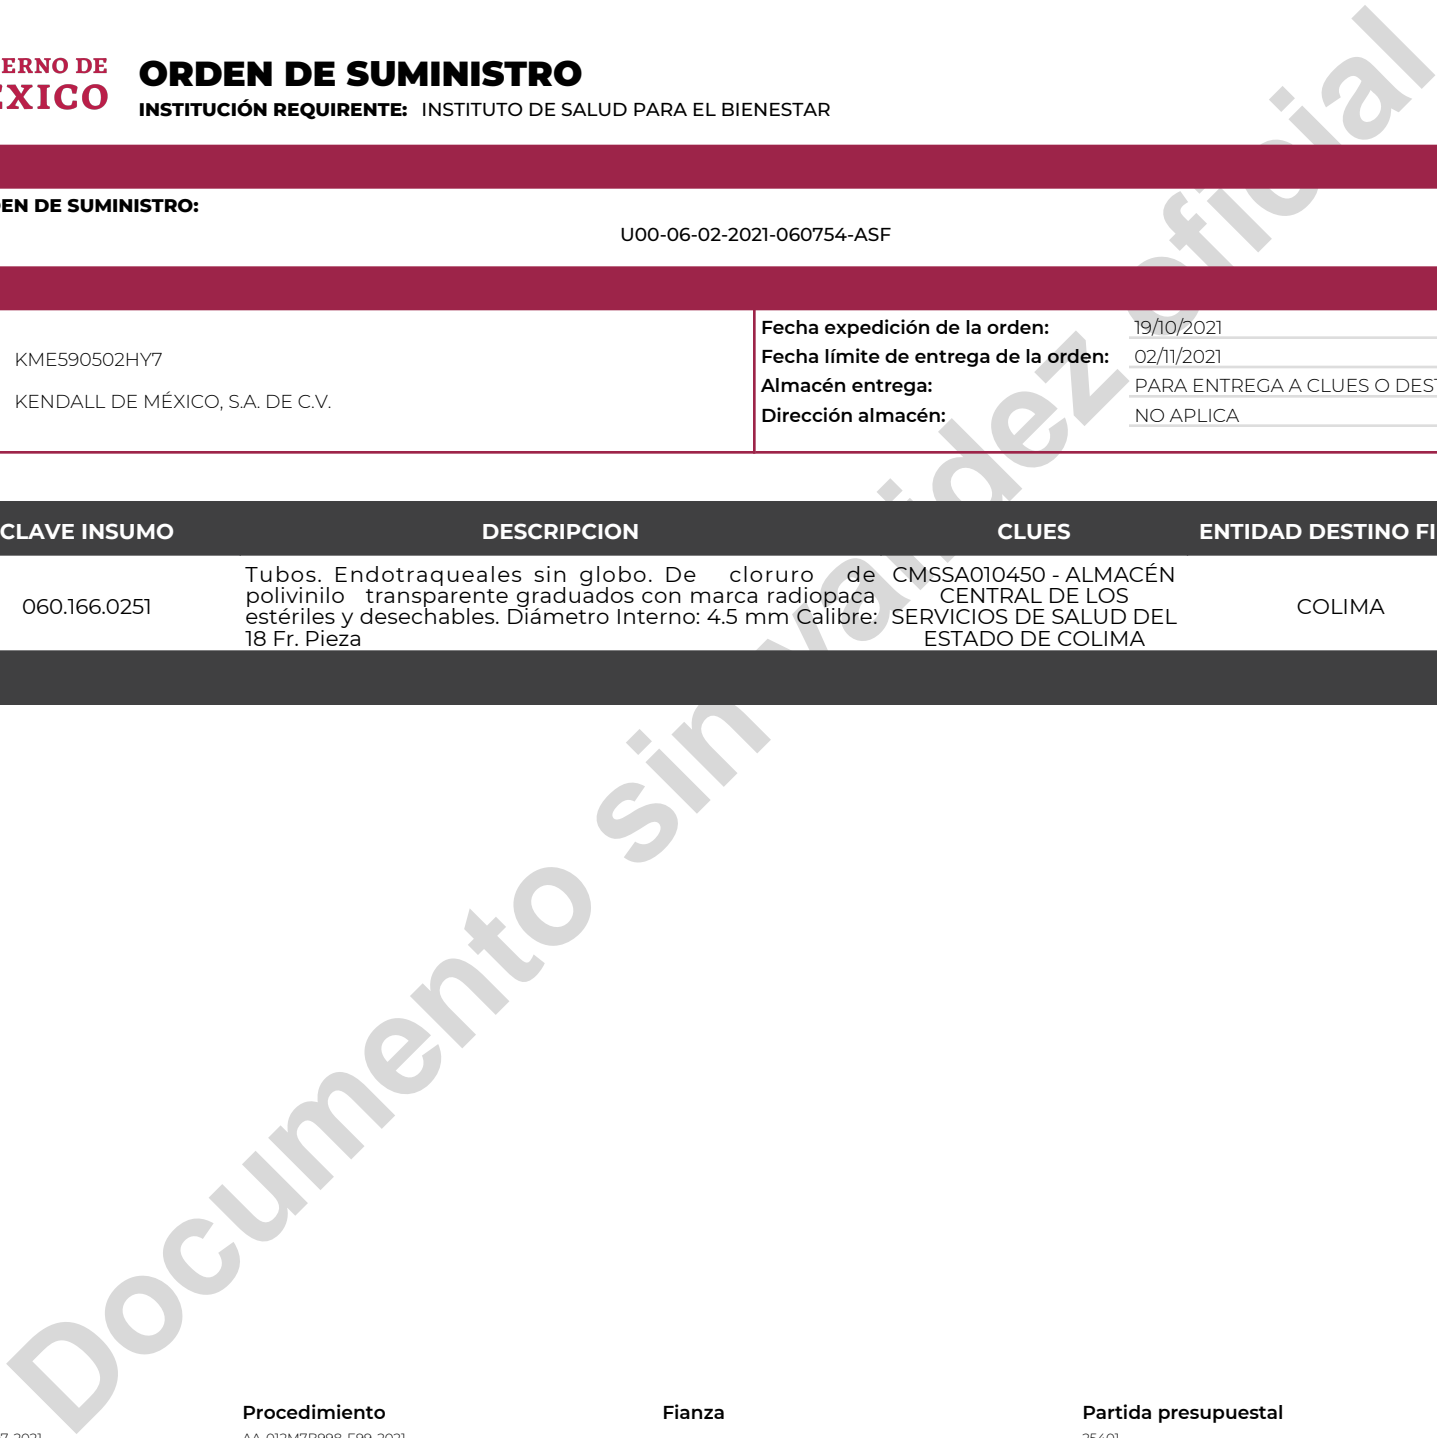 ERNO DE
ORDEN DE SUMINISTRO
EXICO
INSTITUCIÓN REQUIRENTE: INSTITUTO DE SALUD PARA EL BIENESTAR
EN DE SUMINISTRO:
U00-06-02-2021-060754-ASF
KME590502HY7
KENDALL DE MÉXICO, S.A. DE C.V.
Fecha expedición de la orden: 19/10/2021
Fecha límite de entrega de la orden: 02/11/2021
Almacén entrega: PARA ENTREGA A CLUES O DEST
Dirección almacén: NO APLICA
CLAVE INSUMO DESCRIPCION CLUES ENTIDAD DESTINO FI
060.166.0251
Tubos. Endotraqueales sin globo. De cloruro de
polivinilo transparente graduados con marca radiopaca
estériles y desechables. Diámetro Interno: 4.5 mm Calibre:
18 Fr. Pieza
CMSSA010450 - ALMACÉN
CENTRAL DE LOS
SERVICIOS DE SALUD DEL
ESTADO DE COLIMA
COLIMA
Documento sin validez oficial
Procedimiento Fianza Partida presupuestal